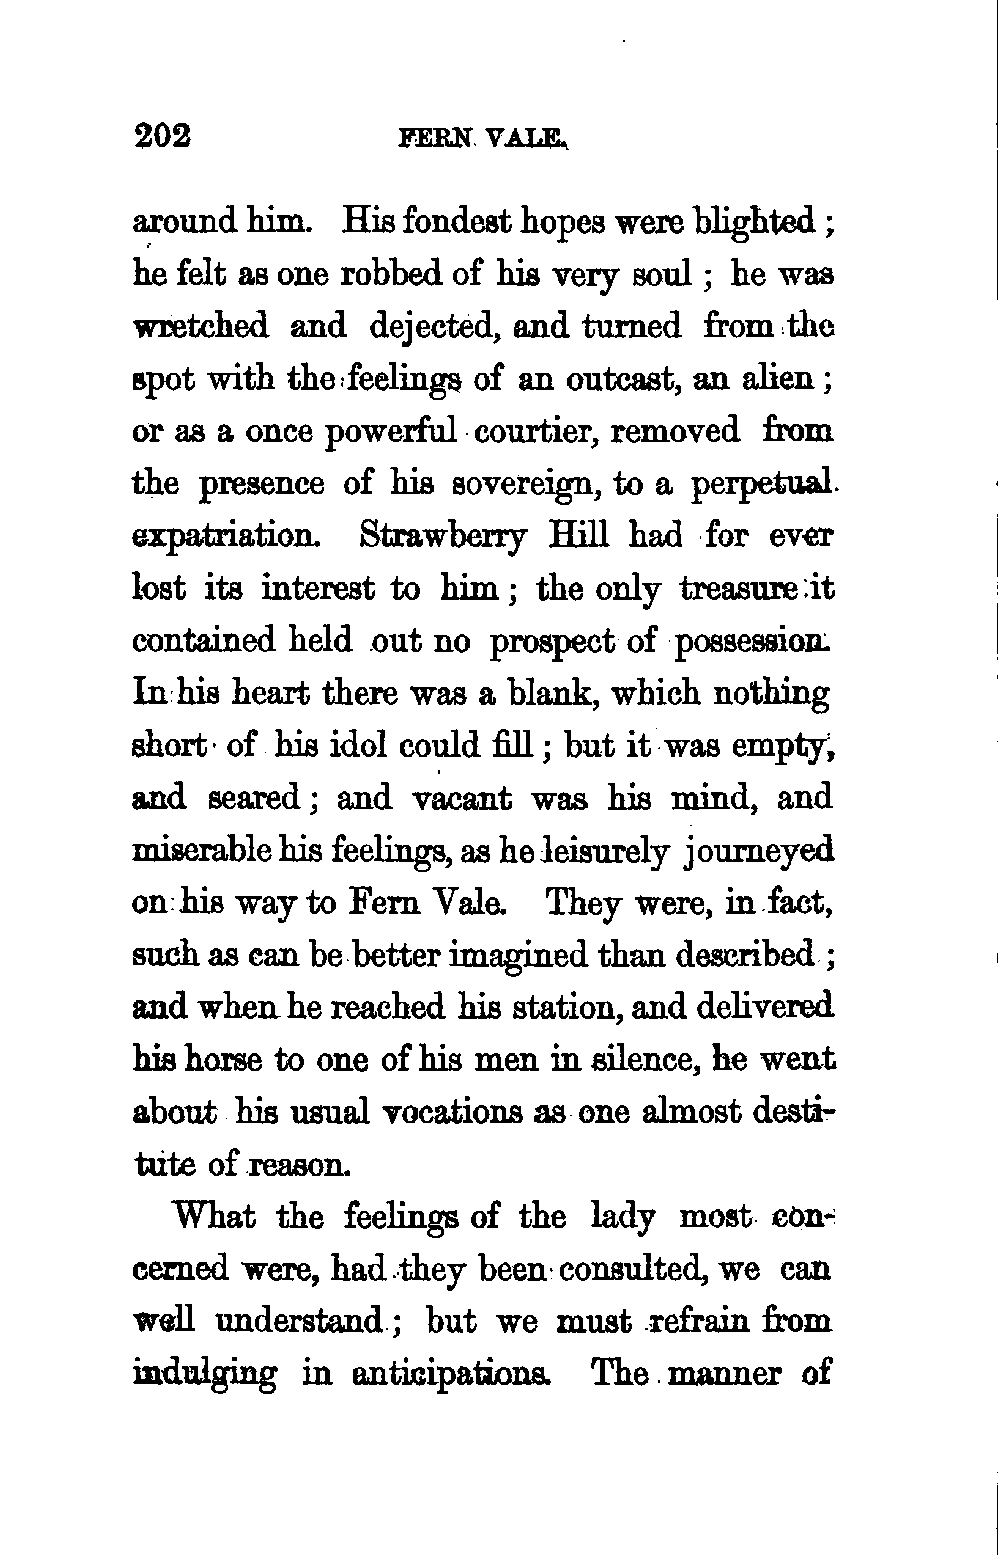 202 FERN VALE.
around him. His fondest hopes were blighted ;
he felt as one robbed of his very soul ; he was
wretched and dejected, and turned from the
spot with the feelings of an outcast, an alien ;
or as a once powerful courtier, removed from
the presence of his sovereign, to a perpetual
expatriation. Strawberry Hill had for ever
lost its interest to him ; the only treasure it
contained held out no prospect of possession.
In his heart there was a blank, which nothing
short of his idol could fill ; but it was empty,
and seared ; and vacant was his mind, and
miserable his feelings, as he leisurely journeyed
on his way to Fern Vale. They were, in fact,
such as can be better imagined than described ;
and when he reached his station, and delivered
his horse to one of his men in silence, he went
about his usual vocations as one almost desti-
tute of reason.
What the feelings of the lady most con-
cerned were, had they been consulted, we can
well understand ; but we must refrain from
indulging in anticipations. The manner of